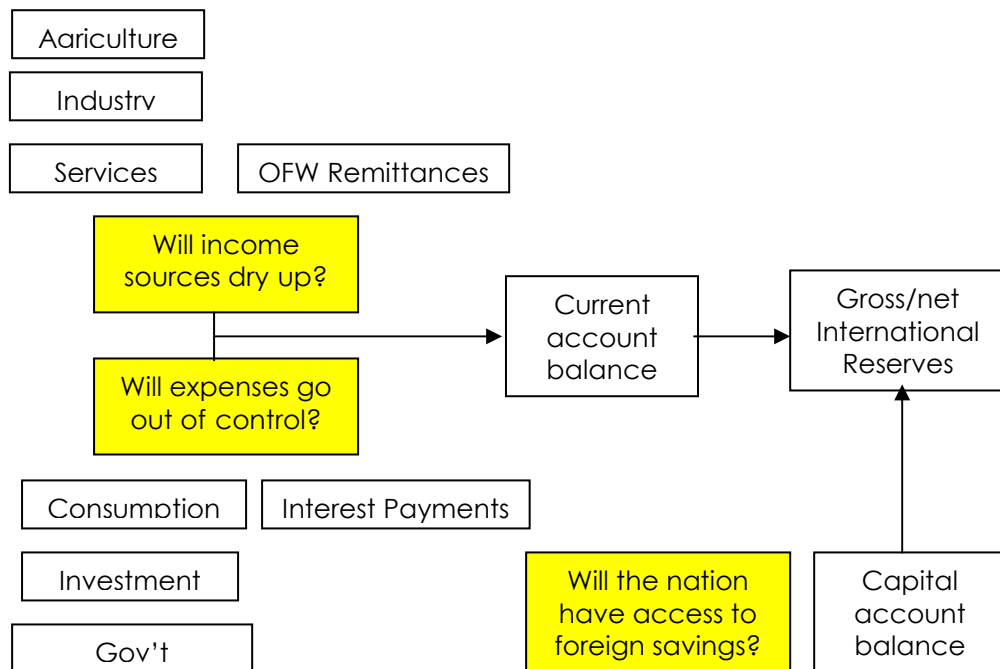 Agriculture
Industry
Services
OFW Remittances
Will income
sources dry up?
Current
account
balance
Gross/net
International
Reserves
Will expenses go
out of control?
Consumption
Interest Payments
Investment
Will the nation
have access to
foreign savings?
Capital
account
balance
Gov't